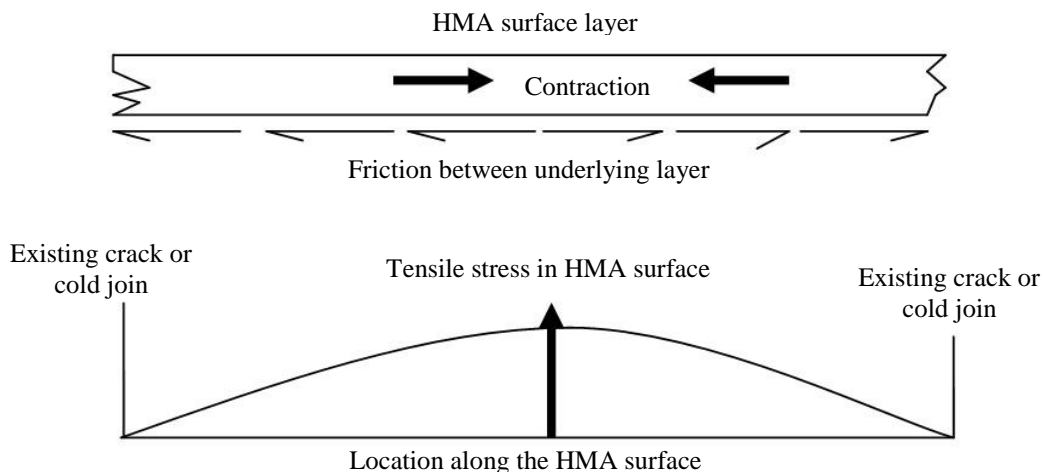 HMA surface layer
Contraction
Friction between underlying layer
Existing crack or
cold join
Tensile stress in HMA surface
Existing crack or
cold join
Location along the HMA surface